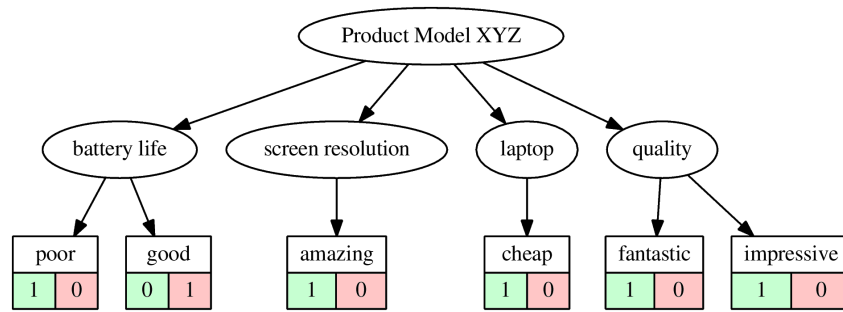 Product Model XYZ
battery life
screen resolution
laptop
quality
poor
good
amazing
cheap
fantastic
impressive
1 0
0 1
1 0
1 0
1 0
1 0